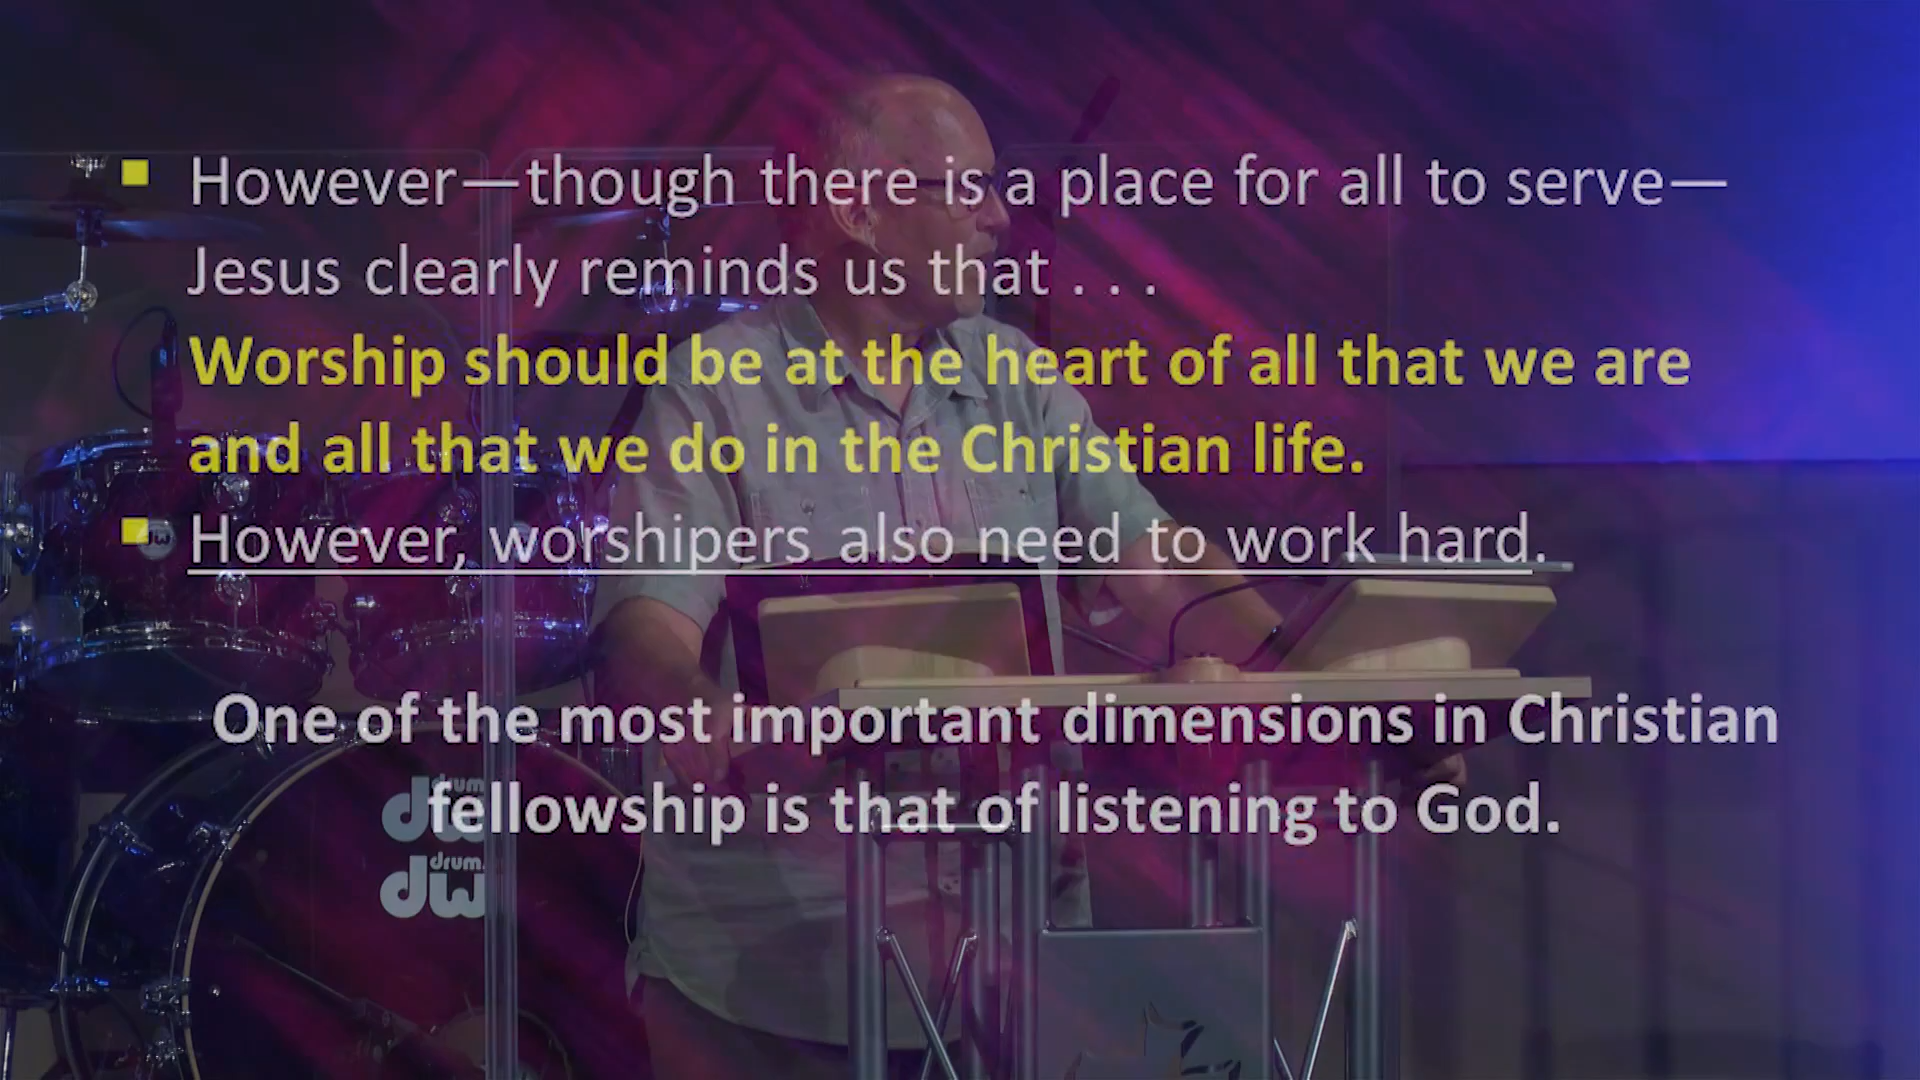 However—though there is a place for all to serve—
Jesus clearly reminds us that . . .
Worship should be at the heart of all that we are
and all that we do in the Christian life.
However, worshipers also need to work hard.
dw
One of the most important dimensions in Christian
fellowship is that of listening to God.
drum
dw
drum
dw